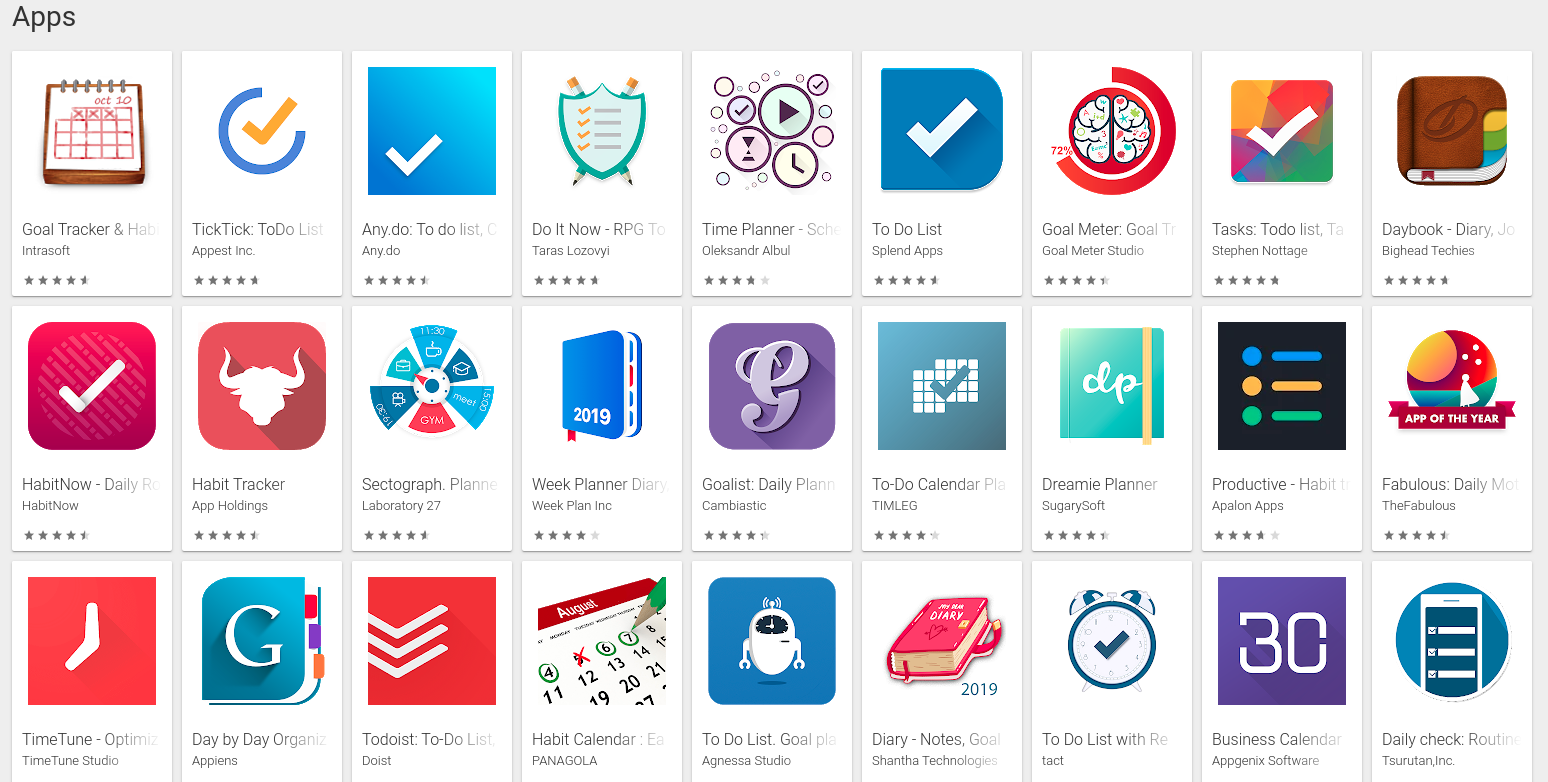 Apps
oct 10
72%
Goal Tracker & Hab
Intrasoft
TickTick: ToDo List
Appest Inc.
Any.do: To do list, C
Any.do
Do It Now - RPG To
Taras Lozovyi
Time Planner - Sche
Oleksandr Albul
To Do List
Splend Apps
Goal Meter: Goal Tr
Goal Meter Studio
Tasks: Todo list, Ta
Stephen Nottage
Daybook - Diary, Jo
Bighead Techies
11:30
15:00
meet
GYM
19:30
2019
G
dp
APP OF THE YEAR
HabitNow - Daily Ro
HabitNow
Habit Tracker
App Holdings
Sectograph. Planne
Laboratory 27
Week Planner Diary,
Week Plan Inc
Goalist: Daily Plann
Cambiastic
To-Do Calendar Pla
TIMLEG
Dreamie Planner
SugarySoft
Productive - Habit tr
Apalon Apps
Fabulous: Daily Mot
TheFabulous
G
August
4 5 6 7 8
11 12 13 14
19 20 21
27
MY DEAR
DIARY
2019
30
TimeTune - Optimiz
TimeTune Studio
Day by Day Organiz
Appiens
Todoist: To-Do List,
Doist
Habit Calendar : Ea
PANAGOLA
To Do List. Goal pla
Agnessa Studio
Diary - Notes, Goal
Shantha Technologies
To Do List with Re
tact
Business Calendar
Appgenix Software
Daily check: Routine
Tsurutan,Inc.